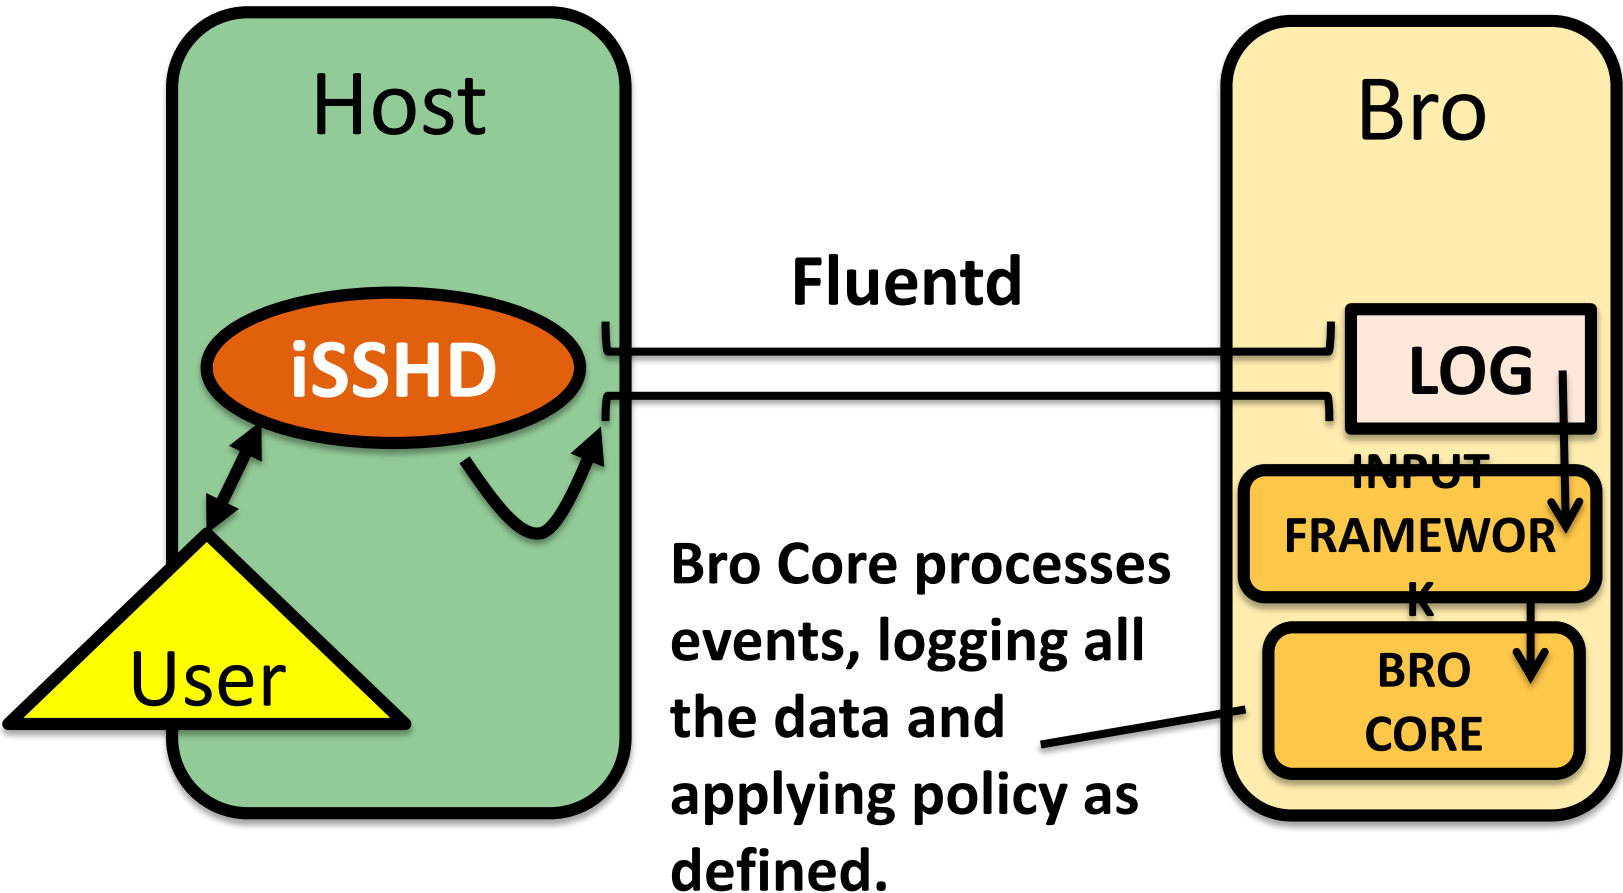 Host
Bro
Fluentd
iSSHD
LOG
INPUT
FRAMEWOR
K
User
BRO
CORE
Bro Core processes
events, logging all
the data and
applying policy as
defined.